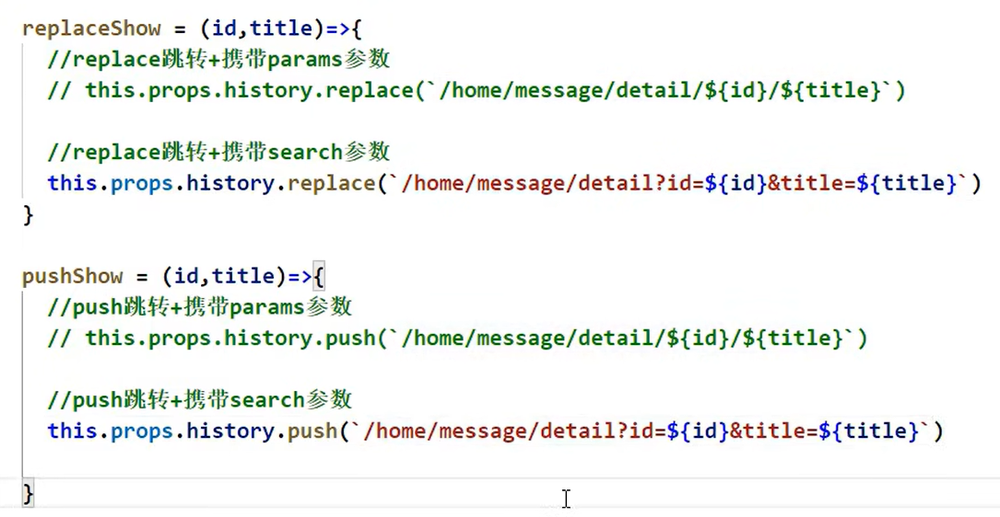 replaceShow = (id,title)=>{
//replace跳转+携带params参数
// this.props.history.replace(`/home/message/detail/${id}/${title}`)
//replace跳转+携带search参数
this.props.history.replace(`/home/message/detail?id=${id}&title=${title}`)
}
pushShow = (id,title)=>{
//push跳转+携带params参数
// this.props.history.push(`/home/message/detail/${id}/${title}`)
//push跳转+携带search参数
this.props.history.push(`/home/message/detail?id=${id}&title=${title}`)
}